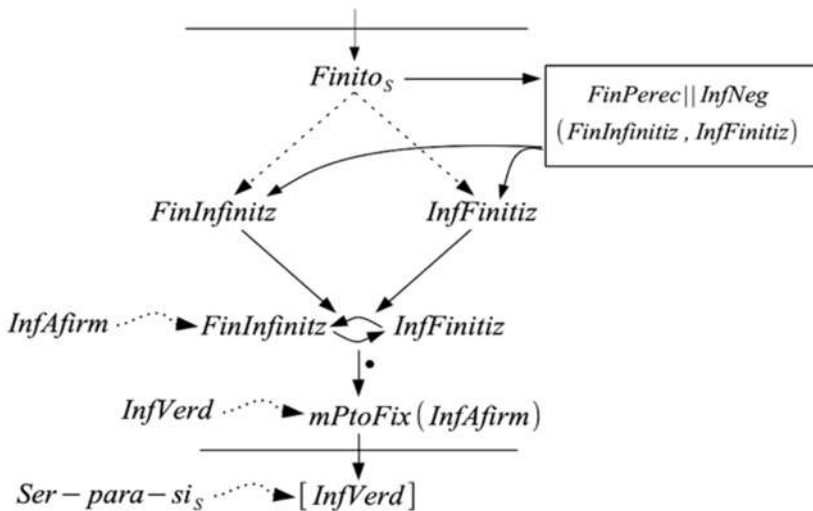 Finito_S
FinPerec||InfNeg
(FinInfinitiz , InfFinitiz)
FinInfinitz
InfFinitiz
InfAfirm
FinInfinitz
InfFinitiz
InfVerd
mPtoFix(InfAfirm)
Ser-para-si_S
[InfVerd]